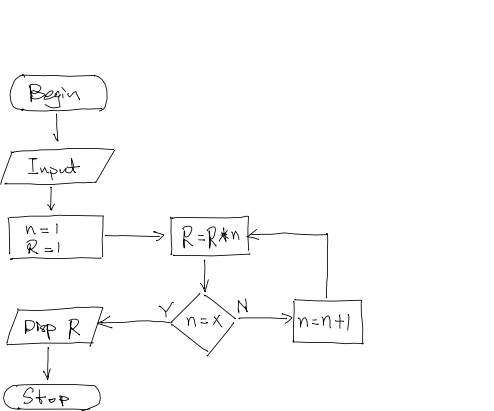 Begin
Input
n=1
R=1
R=R*n
Y
n=x
N
n=n+1
Disp R
Stop